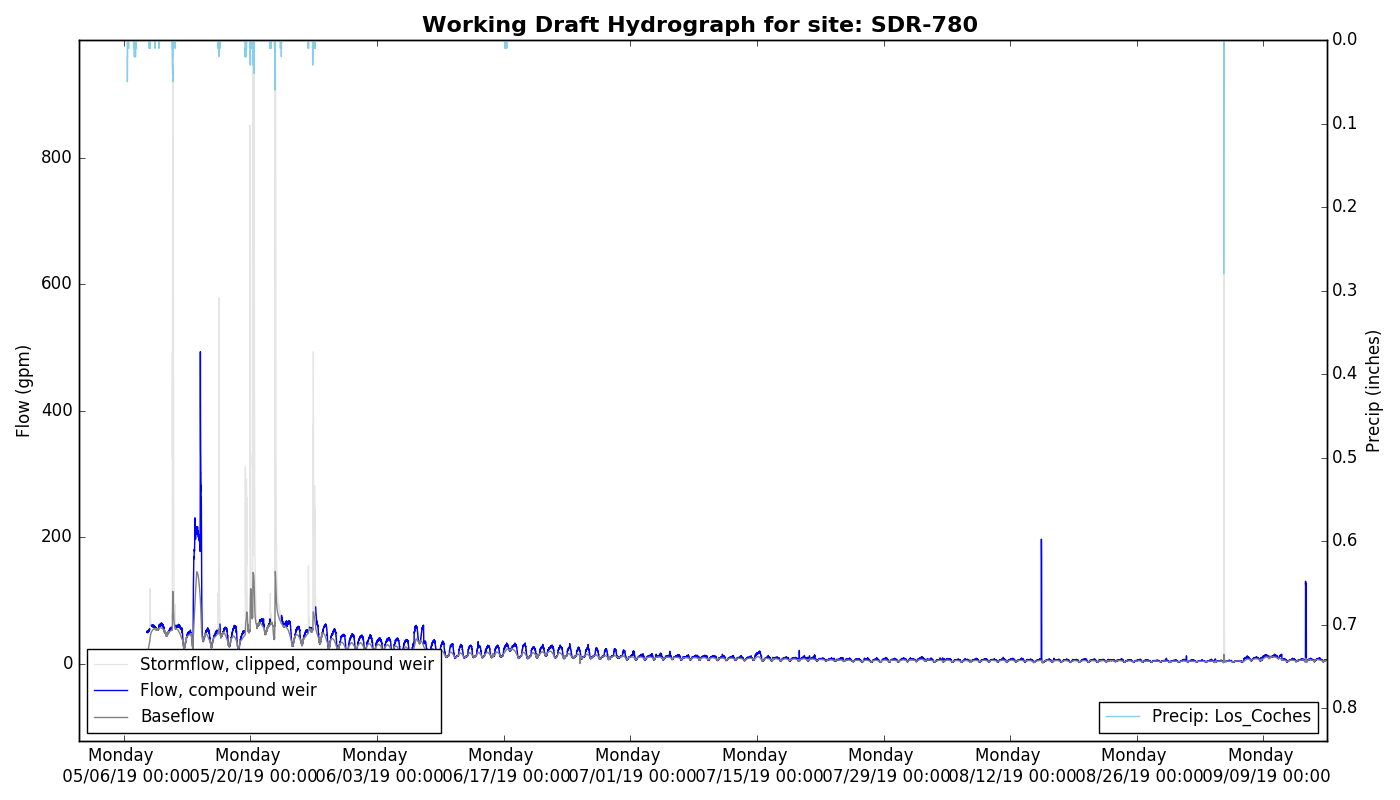 Working Draft Hydrograph for site: SDR-780
Flow (gpm)
800
600
400
200
0
0.0
0.1
0.2
0.3
0.4
0.5
0.6
0.7
0.8
Precip (inches)
Stormflow, clipped, compound weir
Flow, compound weir
Baseflow
Precip: Los_Coches
Monday
05/06/19 00:00
Monday
05/20/19 00:00
Monday
06/03/19 00:00
Monday
06/17/19 00:00
Monday
07/01/19 00:00
Monday
07/15/19 00:00
Monday
07/29/19 00:00
Monday
08/12/19 00:00
Monday
08/26/19 00:00
Monday
09/09/19 00:00